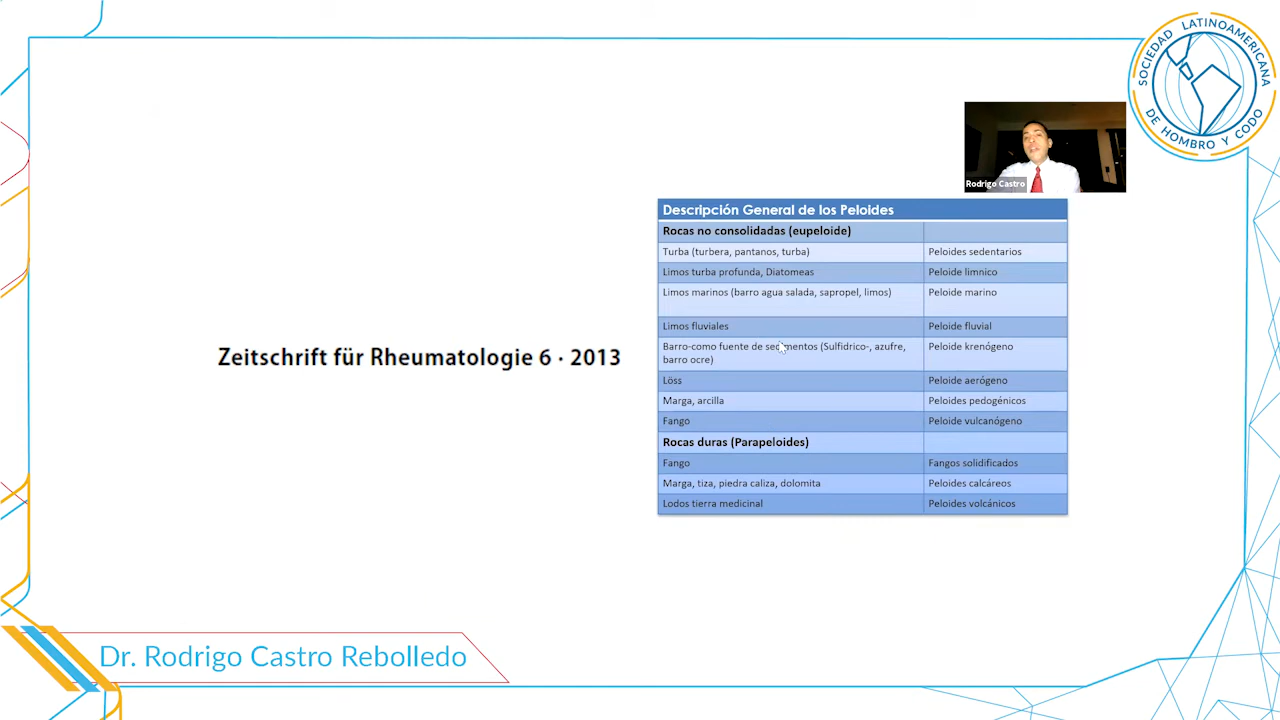 SOCIEDAD LATINOAMERICANA
DE HOMBRO Y CODO
Rodrigo Castro
Zeitschrift für Rheumatologie 6 · 2013
Descripción General de los Peloides
Rocas no consolidadas (eupeloide)
Turba (turbera, pantanos, turba) Peloides sedentarios
Limos turba profunda, Diatomeas Peloide limnico
Limos marinos (barro agua salada, sapropel, limos) Peloide marino
Limos fluviales Peloide fluvial
Barro-como fuente de sedimentos (Sulfidrico-, azufre, Peloide krenógeno
barro ocre)
Löss Peloide aerógeno
Marga, arcilla Peloides pedogénicos
Fango Peloide vulcanógeno
Rocas duras (Parapeloides)
Fango Fangos solidificados
Marga, tiza, piedra caliza, dolomita Peloides calcáreos
Lodos tierra medicinal Peloides volcánicos
Dr. Rodrigo Castro Rebolledo